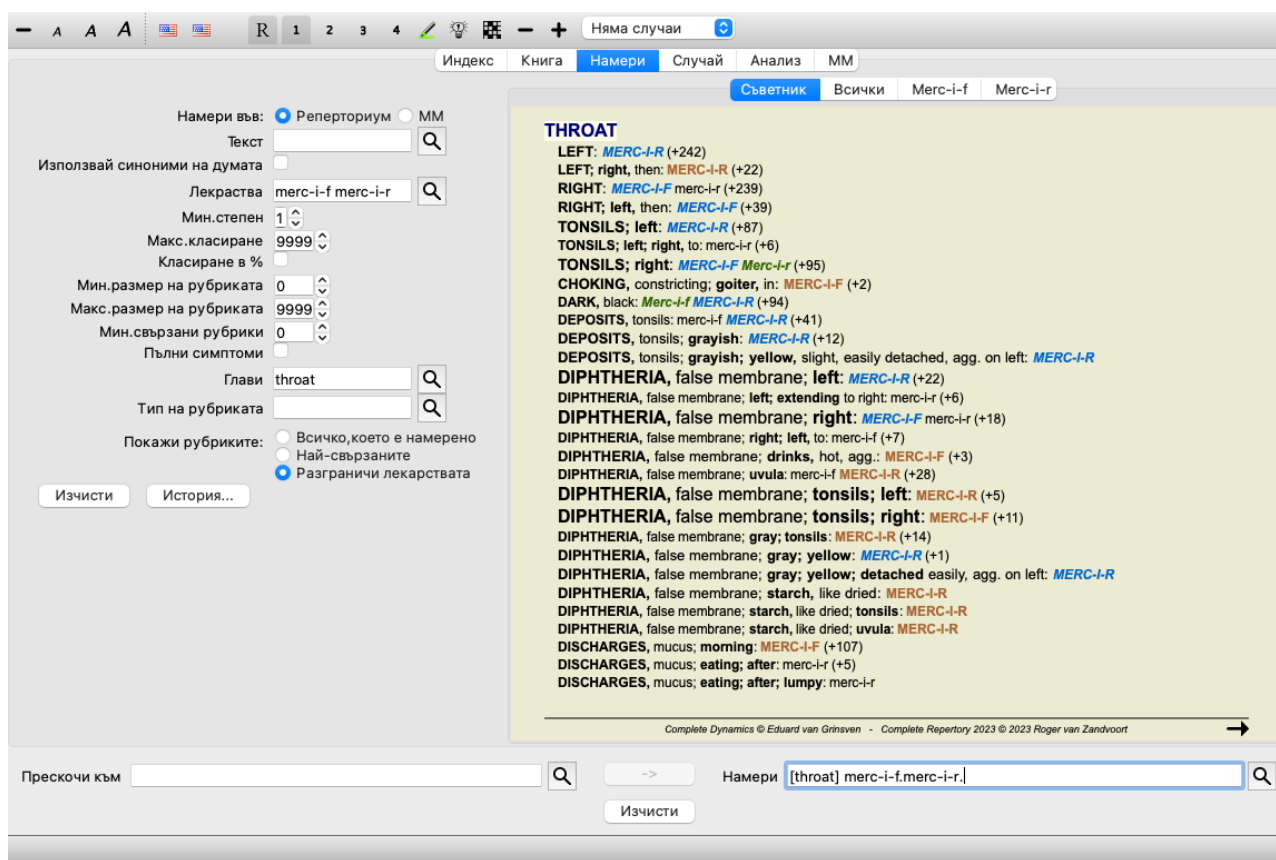 A A A R 1 2 3 4 Няма случаи
Индекс Книга Намери Случай Анализ ММ
Съветник Всички Merc-i-f Merc-i-r
Намери във: Реперториум ММ
Текст
Използвай синоними на думата
Лекраства merc-i-f merc-i-r
Мин.степен 1
Макс.класиране 9999
Класиране в %
Мин.размер на рубриката 0
Макс.размер на рубриката 9999
Мин.свързани рубрики 0
Пълни симптоми
Глави throat
Тип на рубриката
Покажи рубриките: Всичко,което е намерено
Най-свързаните
Разграничи лекарствата
Изчисти История...
THROAT
LEFT: MERC-I-R (+242)
LEFT; right, then: MERC-I-R (+22)
RIGHT: MERC-I-F merc-i-r (+239)
RIGHT; left, then: MERC-I-F (+39)
TONSILS; left: MERC-I-R (+87)
TONSILS; left; right, to: merc-i-r (+6)
TONSILS; right: MERC-I-F Merc-i-r (+95)
CHOKING, constricting; goiter, in: MERC-I-F (+2)
DARK, black: Merc-i-f MERC-I-R (+94)
DEPOSITS, tonsils: merc-i-f MERC-I-R (+41)
DEPOSITS, tonsils; grayish: MERC-I-R (+12)
DEPOSITS, tonsils; grayish; yellow, slight, easily detached, agg. on left: MERC-I-R
DIPHTHERIA, false membrane; left: MERC-I-R (+22)
DIPHTHERIA, false membrane; left; extending to right: merc-i-r (+6)
DIPHTHERIA, false membrane; right: MERC-I-F merc-i-r (+18)
DIPHTHERIA, false membrane; right; left, to: merc-i-f (+7)
DIPHTHERIA, false membrane; drinks, hot, agg.: MERC-I-F (+3)
DIPHTHERIA, false membrane; uvula: merc-i-f MERC-I-R (+28)
DIPHTHERIA, false membrane; tonsils; left: MERC-I-R (+5)
DIPHTHERIA, false membrane; tonsils; right: MERC-I-F (+11)
DIPHTHERIA, false membrane; gray; tonsils: MERC-I-R (+14)
DIPHTHERIA, false membrane; gray; yellow: MERC-I-R (+1)
DIPHTHERIA, false membrane; gray; yellow; detached easily, agg. on left: MERC-I-R
DIPHTHERIA, false membrane; starch, like dried: MERC-I-R
DIPHTHERIA, false membrane; starch, like dried; tonsils: MERC-I-R
DIPHTHERIA, false membrane; starch, like dried; uvula: MERC-I-R
DISCHARGES, mucus; morning: MERC-I-F (+107)
DISCHARGES, mucus; eating; after: merc-i-r (+5)
DISCHARGES, mucus; eating; after; lumpy: merc-i-r
Complete Dynamics © Eduard van Grinsven - Complete Repertory 2023 © 2023 Roger van Zandvoort
Прескочи към -> Намери [throat] merc-i-f.merc-i-r.
Изчисти